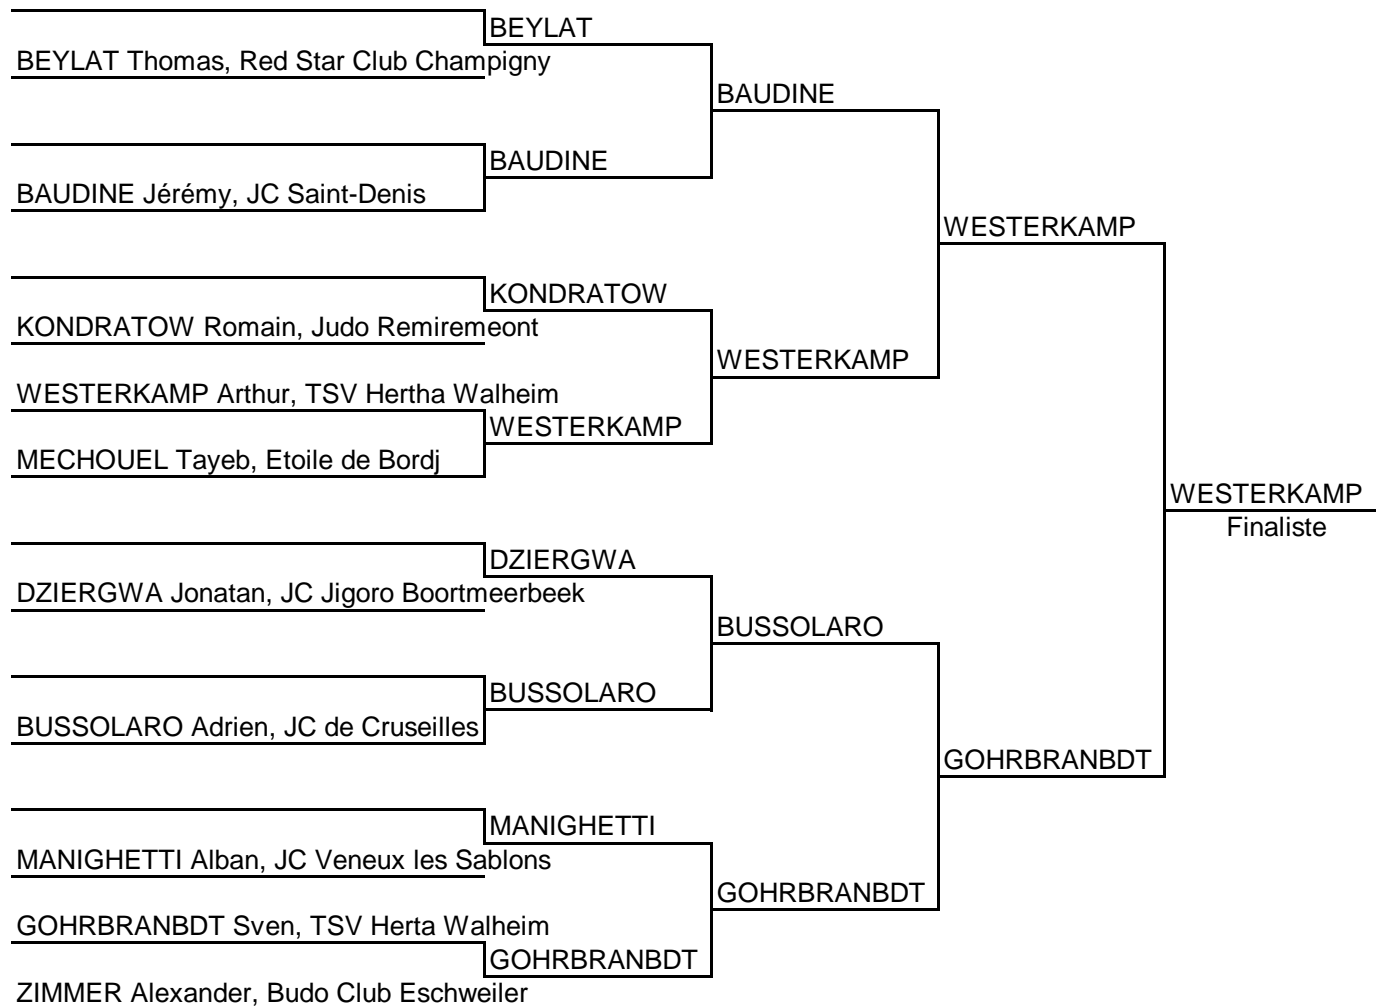 BEYLAT
BEYLAT Thomas, Red Star Club Champigny
BAUDINE
BAUDINE
BAUDINE Jérémy, JC Saint-Denis
WESTERKAMP
KONDRATOW
KONDRATOW Romain, Judo Remiremeont
WESTERKAMP
WESTERKAMP Arthur, TSV Hertha Walheim
WESTERKAMP
MECHOUEL Tayeb, Etoile de Bordj
WESTERKAMP
Finaliste
DZIERGWA
DZIERGWA Jonatan, JC Jigoro Boortmeerbeek
BUSSOLARO
BUSSOLARO
BUSSOLARO Adrien, JC de Cruseilles
GOHRBRANBDT
MANIGHETTI
MANIGHETTI Alban, JC Veneux les Sablons
GOHRBRANBDT
GOHRBRANBDT Sven, TSV Herta Walheim
GOHRBRANBDT
ZIMMER Alexander, Budo Club Eschweiler